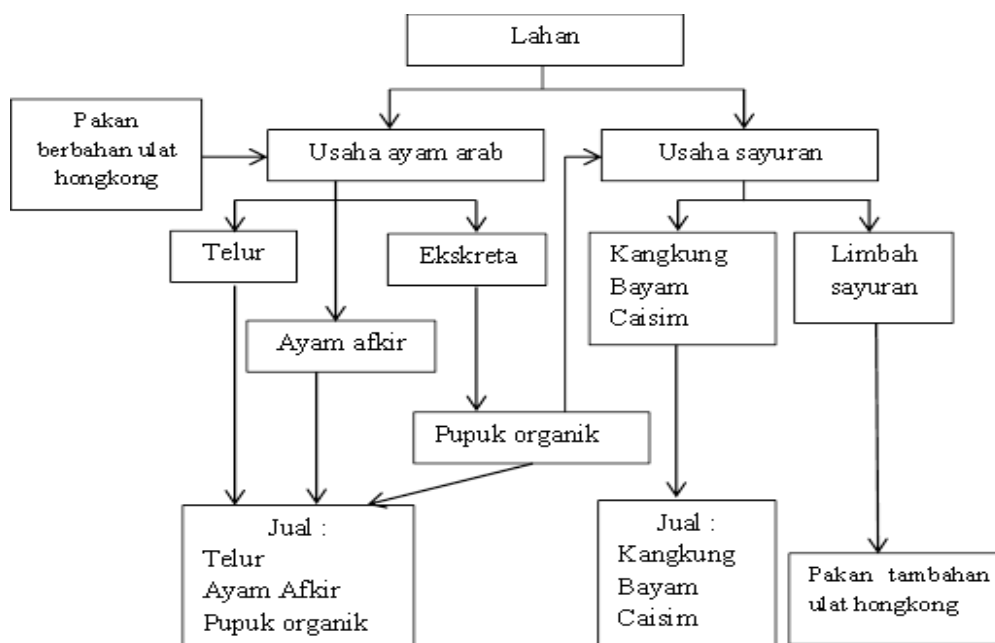 Lahan
Pakan
berbahan ulat
hongkong
Usaha ayam arab
Usaha sayuran
Telur
Ekskreta
Kangkung
Bayam
Caisim
Limbah
sayuran
Ayam afkir
Pupuk organik
Jual :
Telur
Ayam Afkir
Pupuk organik
Jual :
Kangkung
Bayam
Caisim
Pakan tambahan
ulat hongkong